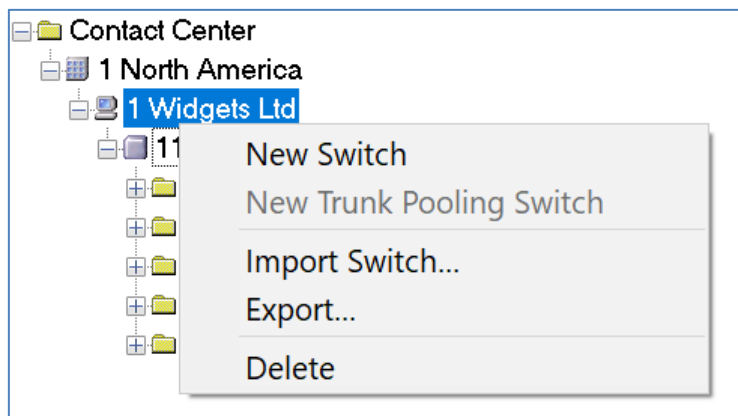 Contact Center
1 North America
1 Widgets Ltd
11
New Switch
New Trunk Pooling Switch
Import Switch...
Export...
Delete